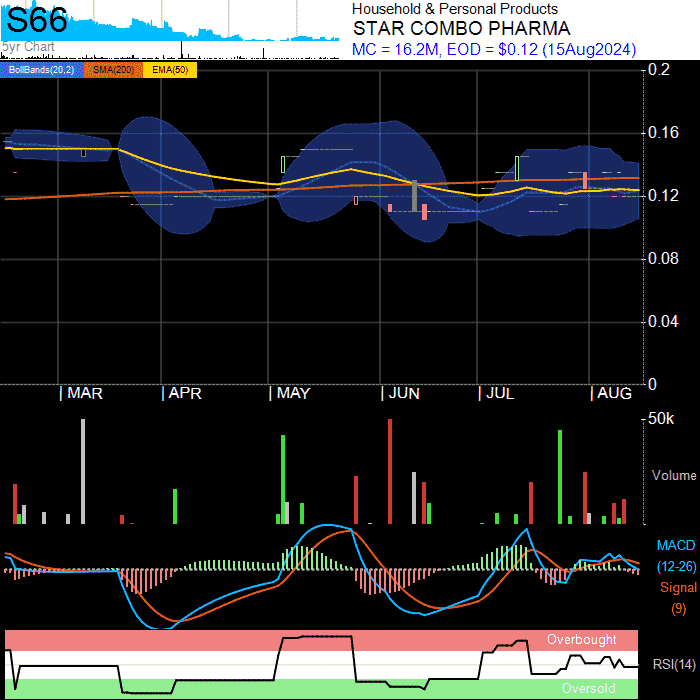 S66
Household & Personal Products
STAR COMBO PHARMA
5yr Chart
MC = 16.2M, EOD = $0.12 (15Aug2024)
BollBands(20,2) SMA(200) EMA(50)
0.2
0.16
0.12
0.08
0.04
0
MAR APR MAY JUN JUL AUG
50k
Volume
MACD
(12-26)
Signal
(9)
Overbought
RSI(14)
Oversold